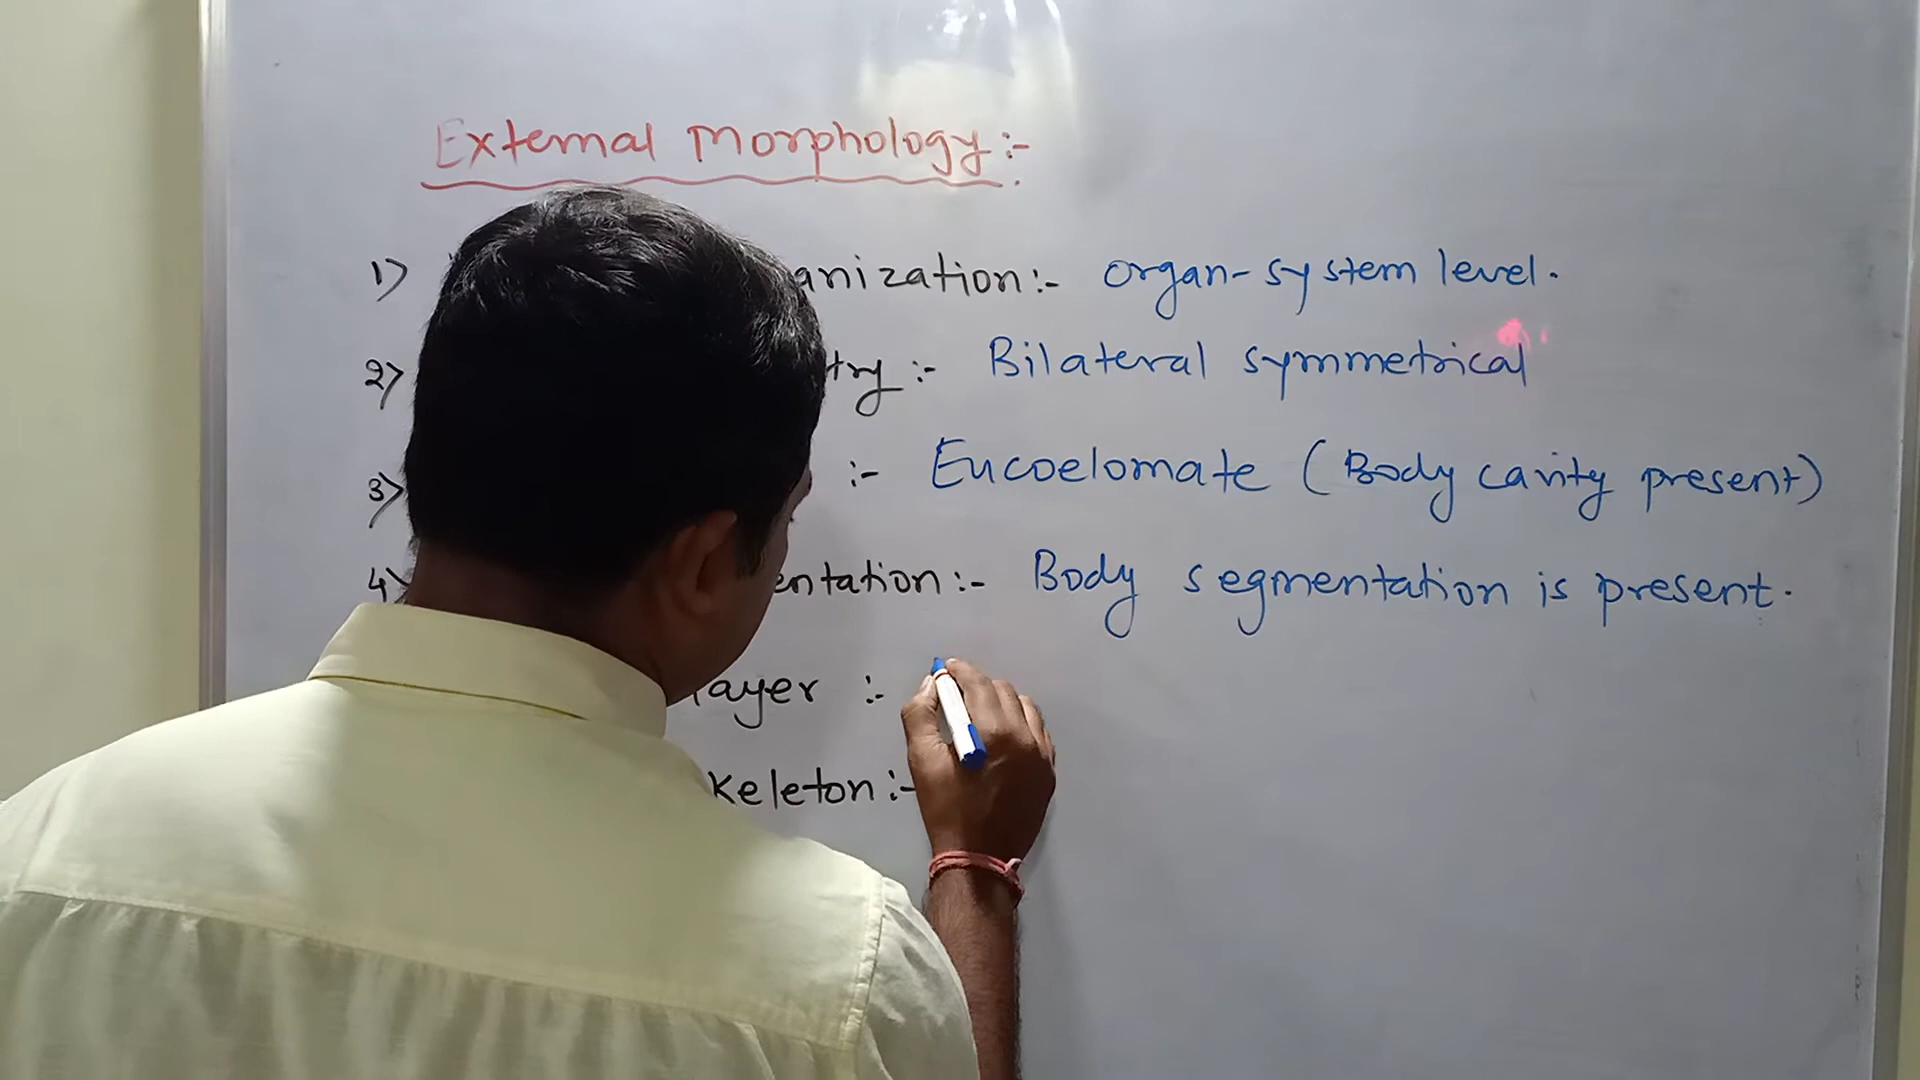 External Morphology:-
1) anization:- organ-system level.
2) try:- Bilateral symmetrical
3) :- Eucoelomate (Body cavity present)
4) entation:- Body segmentation is present.
layer :-
keleton:-